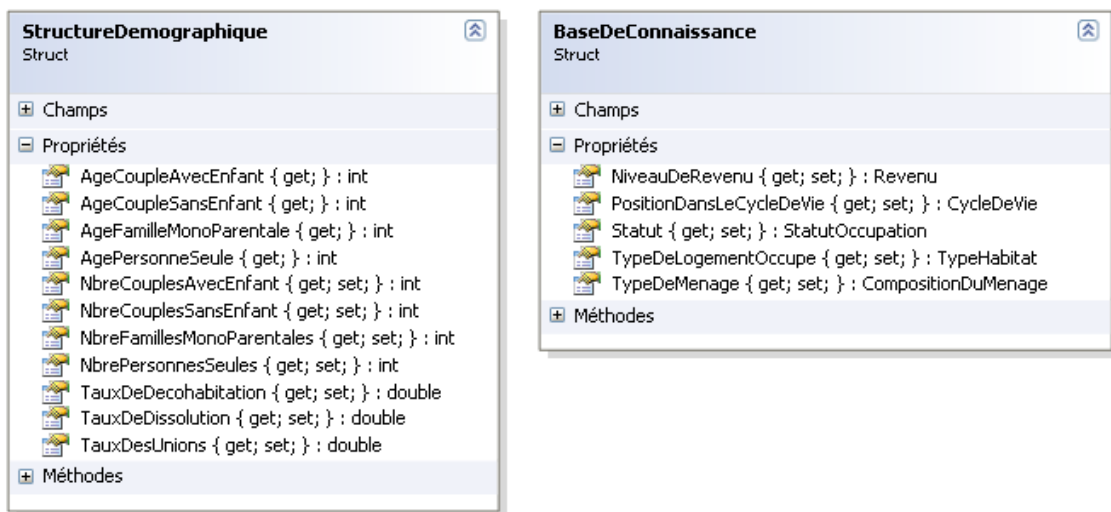 StructureDemographique
Struct
Champs
Propriétés
AgeCoupleAvecEnfant { get; } : int
AgeCoupleSansEnfant { get; } : int
AgeFamilleMonoParentale { get; } : int
AgePersonneSeule { get; } : int
NbreCouplesAvecEnfant { get; set; } : int
NbreCouplesSansEnfant { get; set; } : int
NbreFamillesMonoParentales { get; set; } : int
NbrePersonnesSeules { get; set; } : int
TauxDeDecohabitation { get; set; } : double
TauxDeDissolution { get; set; } : double
TauxDesUnions { get; set; } : double
Méthodes
BaseDeConnaissance
Struct
Champs
Propriétés
NiveauDeRevenu { get; set; } : Revenu
PositionDansLeCycleDeVie { get; set; } : CycleDeVie
Statut { get; set; } : StatutOccupation
TypeDeLogementOccupe { get; set; } : TypeHabitat
TypeDeMenage { get; set; } : CompositionDuMenage
Méthodes